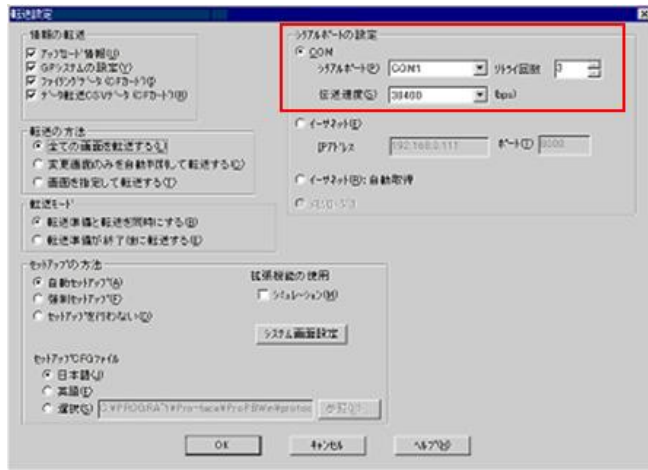 転送設定
情報の転送
アップロード情報(U)
GPシステムの設定(Y)
ファイリングデータ(CFカード)(I)
データ転送CSVデータ(CFカード)(B)
転送の方法
全ての画面を転送する(L)
変更画面のみを自動判別して転送する(C)
画面を指定して転送する(T)
転送モード
転送準備と転送を同時にする(R)
転送準備が終了後に転送する(E)
セットアップの方法
自動セットアップ(A)
強制セットアップ(F)
セットアップを行わない(O)
拡張機能の使用
シミュレーション(M)
システム画面設定
セットアップCFGファイル
日本語(J)
英語(E)
選択(S)
参照
シリアルポートの設定
COM
シリアルポート(P) COM1 リトライ回数 3
伝送速度(S) 38400 bps)
イーサネット(E)
IPアドレス 192.168.0.111 ポート(T) 8000
イーサネット(R):自動取得
OK キャンセル ヘルプ(H)